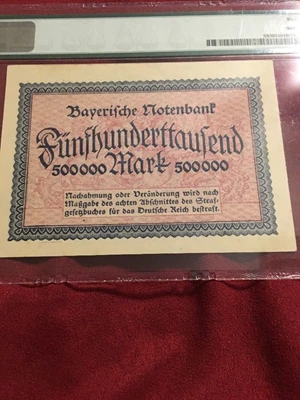 Bayerische Notenbank
Fünfhunderttausend
500000 Mark 500000
Nachahmung oder Veränderung wird nach
Maßgabe des achten Abschnittes des Straf-
gesetzbuches für das Deutsche Reich bestraft.